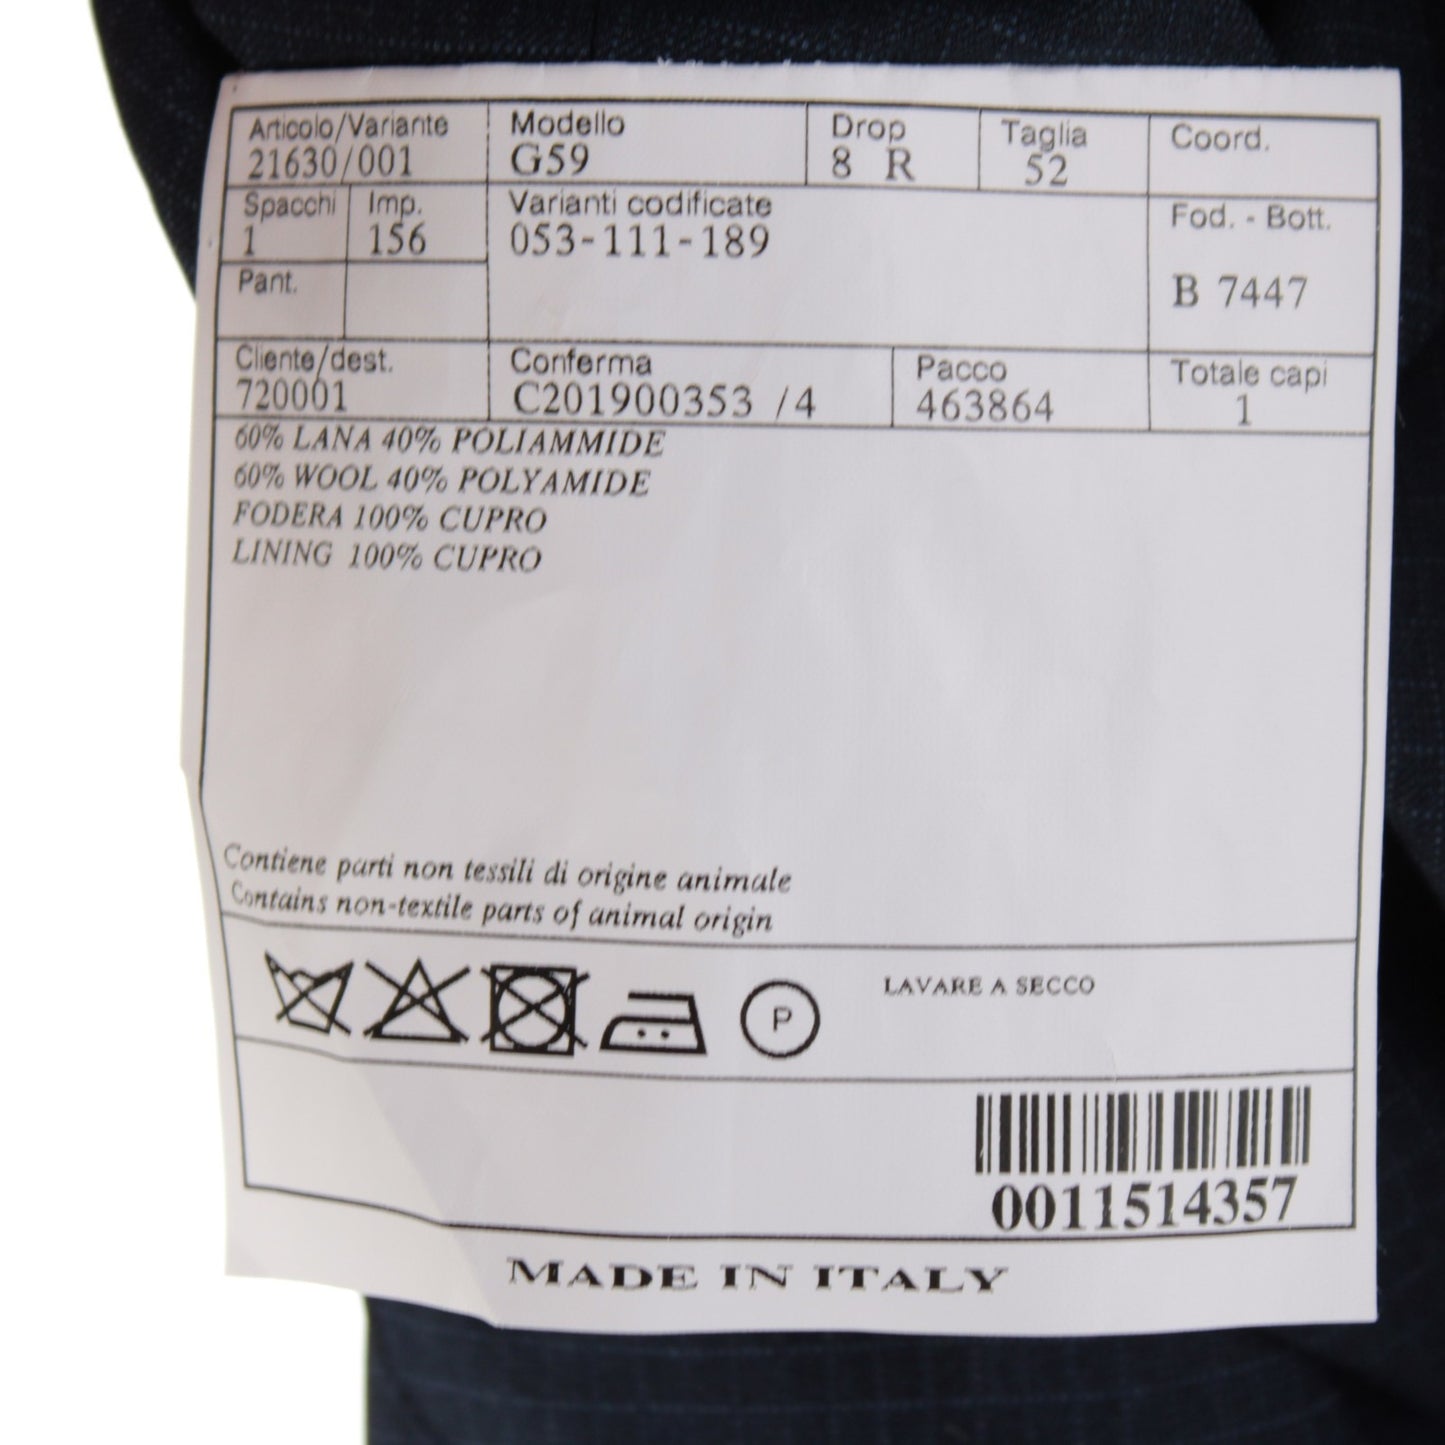 Articolo/Variante Modello Drop Taglia Coord.
21630/001 G59 8 R 52
Spacchi Imp. Varianti codificate Fod. - Bott.
1 156 053-111-189
B 7447
Pant.
Cliente/dest. Conferma Pacco Totale capi
720001 C201900353 /4 463864 1
60% LANA 40% POLIAMMIDE
60% WOOL 40% POLYAMIDE
FODERA 100% CUPRO
LINING 100% CUPRO
Contiene parti non tessili di origine animale
Contains non-textile parts of animal origin
P LAVARE A SECCO
0011514357
MADE IN ITALY